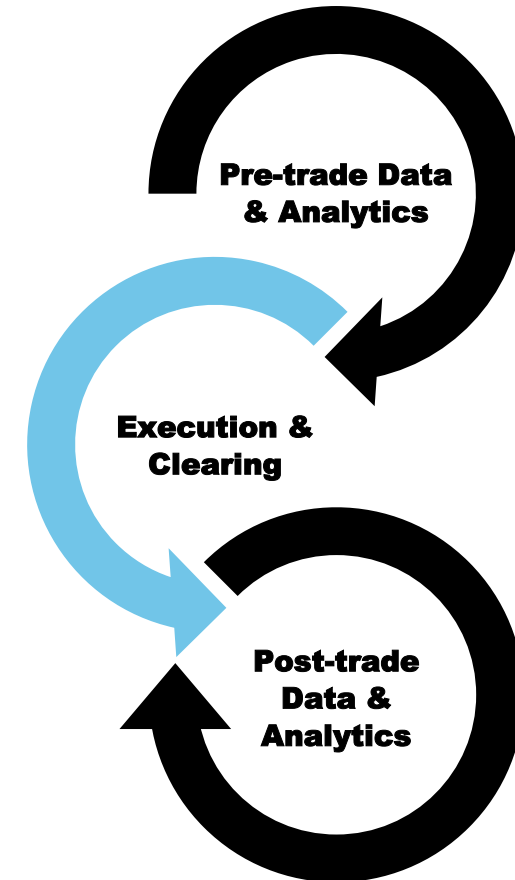 Pre-trade Data
& Analytics
Execution &
Clearing
Post-trade
Data &
Analytics